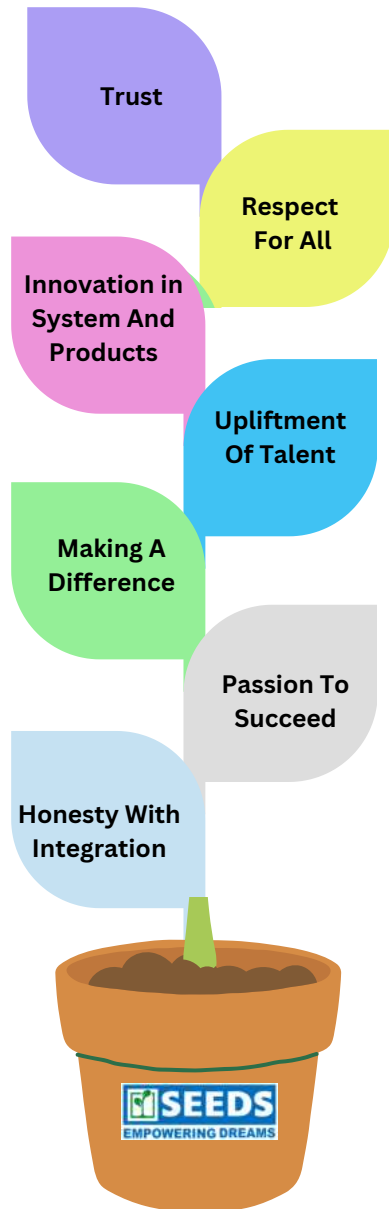 Trust
Respect
For All
Innovation in
System And
Products
Upliftment
Of Talent
Making A
Difference
Passion To
Succeed
Honesty With
Integration
SEEDS
EMPOWERING DREAMS